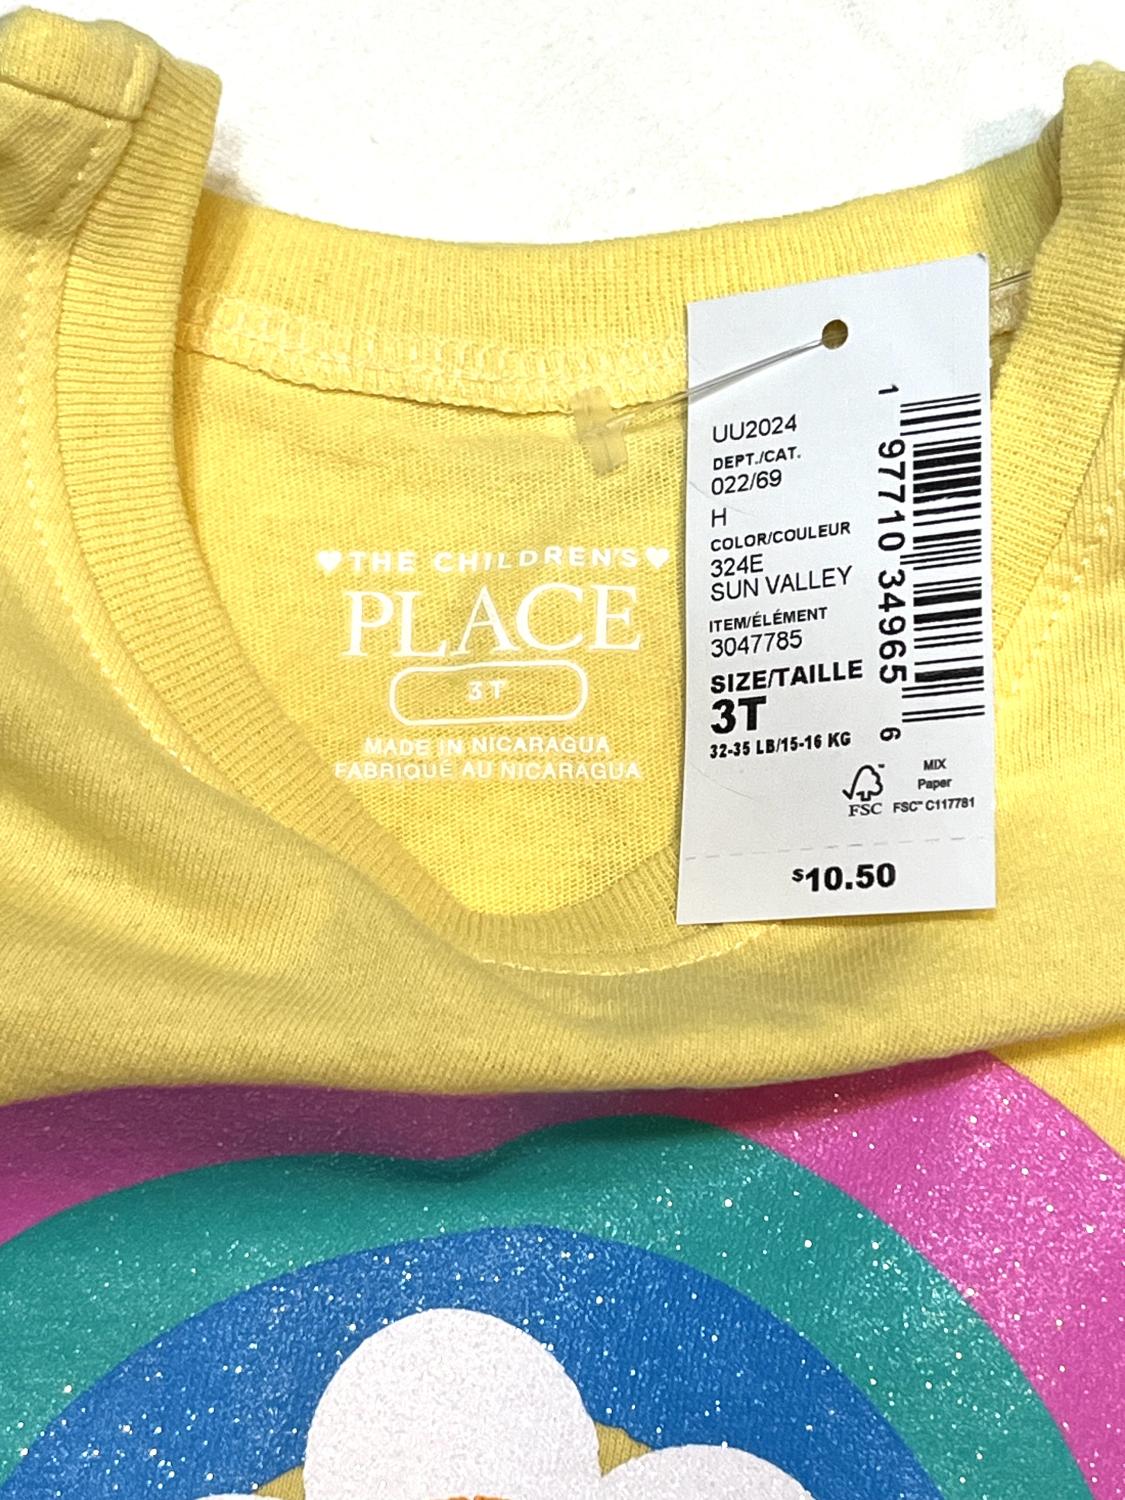 ♥THE CHILDREN'S♥
PLACE
3T
MADE IN NICARAGUA
FABRIQUÉ AU NICARAGUA
UU2024
DEPT./CAT.
022/69
H
COLOR/COULEUR
324E
SUN VALLEY
ITEM/ÉLÉMENT
3047785
SIZE/TAILLE
3T
32-35 LB/15-16 KG
1 97710 34965 6
FSC™
MIX
Paper
FSC™ C117781
$10.50